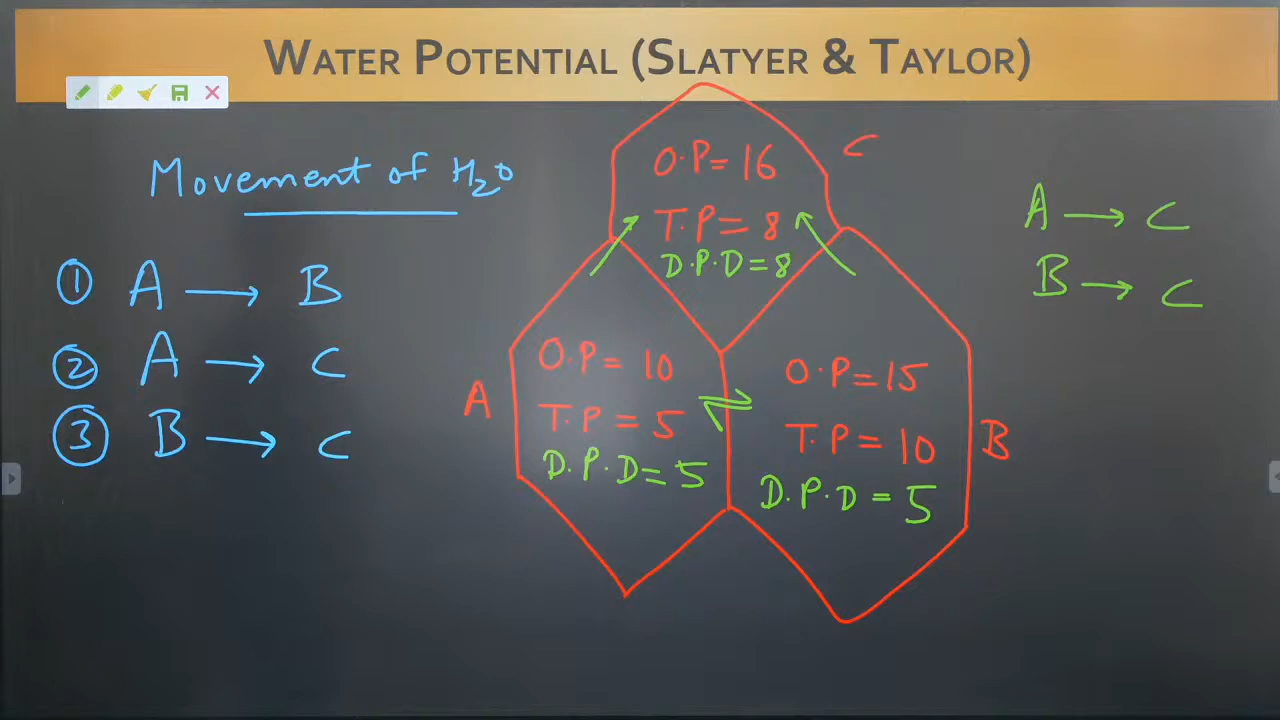 WATER POTENTIAL (SLATYER & TAYLOR)
Movement of H2O
① A → B
② A → C
③ B → C
O.P = 16
T.P = 8
D.P.D = 8
C
A → C
B → C
A
O.P = 10
T.P = 5
D.P.D = 5
O.P = 15
T.P = 10
D.P.D = 5
B